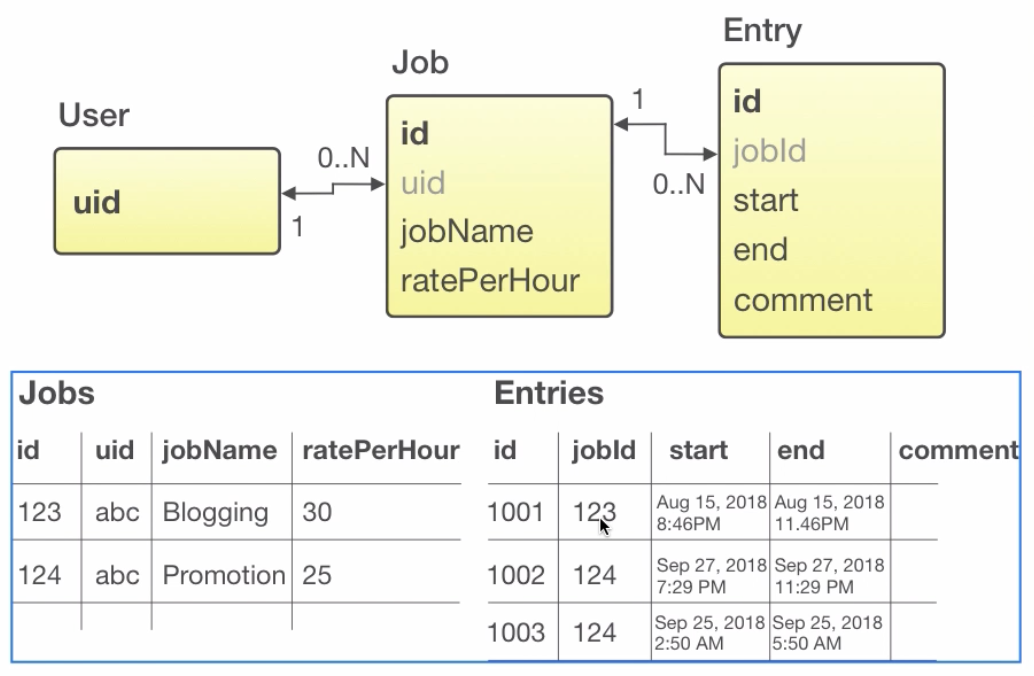 User
uid
1
0..N
Job
id
uid
jobName
ratePerHour
1
0..N
Entry
id
jobId
start
end
comment
Jobs
id uid jobName ratePerHour
123 abc Blogging 30
124 abc Promotion 25
Entries
id jobId start end comment
1001 123 Aug 15, 2018 8:46PM Aug 15, 2018 11.46PM
1002 124 Sep 27, 2018 7:29 PM Sep 27, 2018 11:29 PM
1003 124 Sep 25, 2018 2:50 AM Sep 25, 2018 5:50 AM